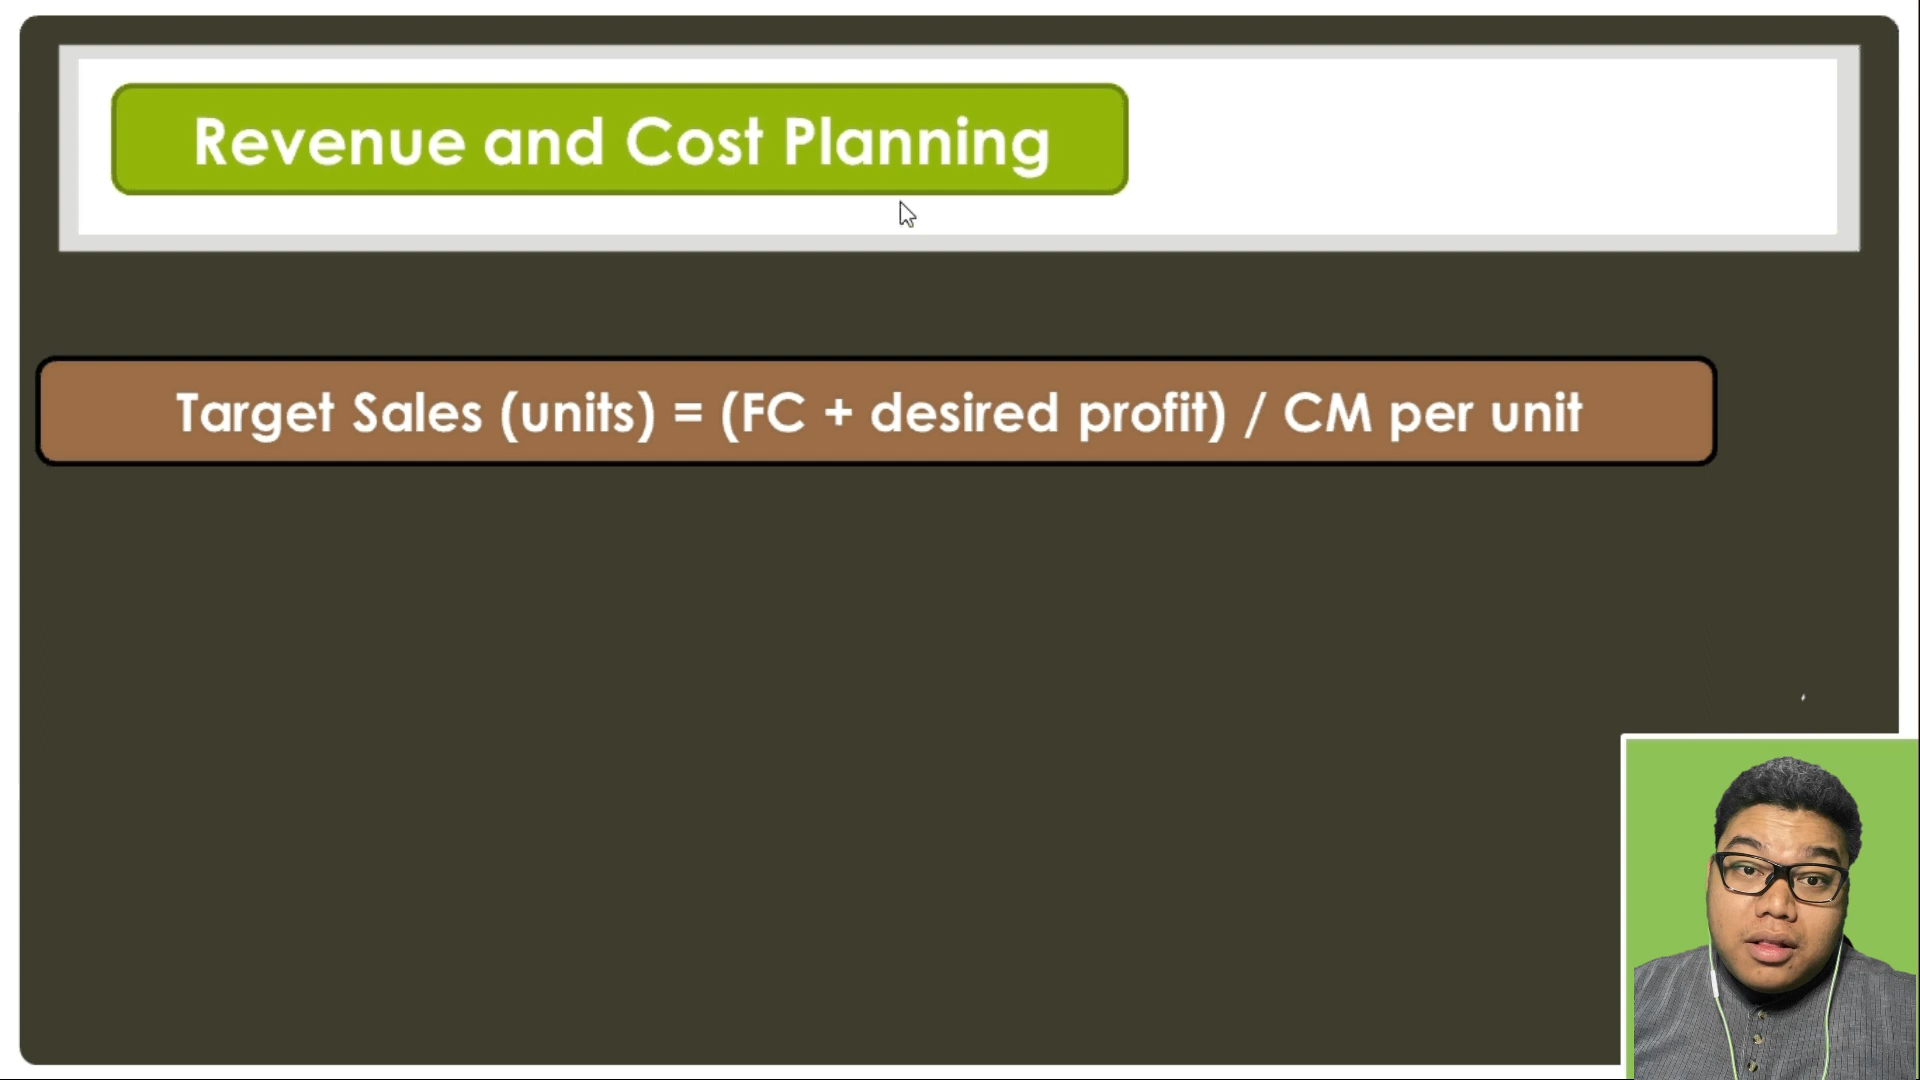 Revenue and Cost Planning
Target Sales (units) = (FC + desired profit) / CM per unit